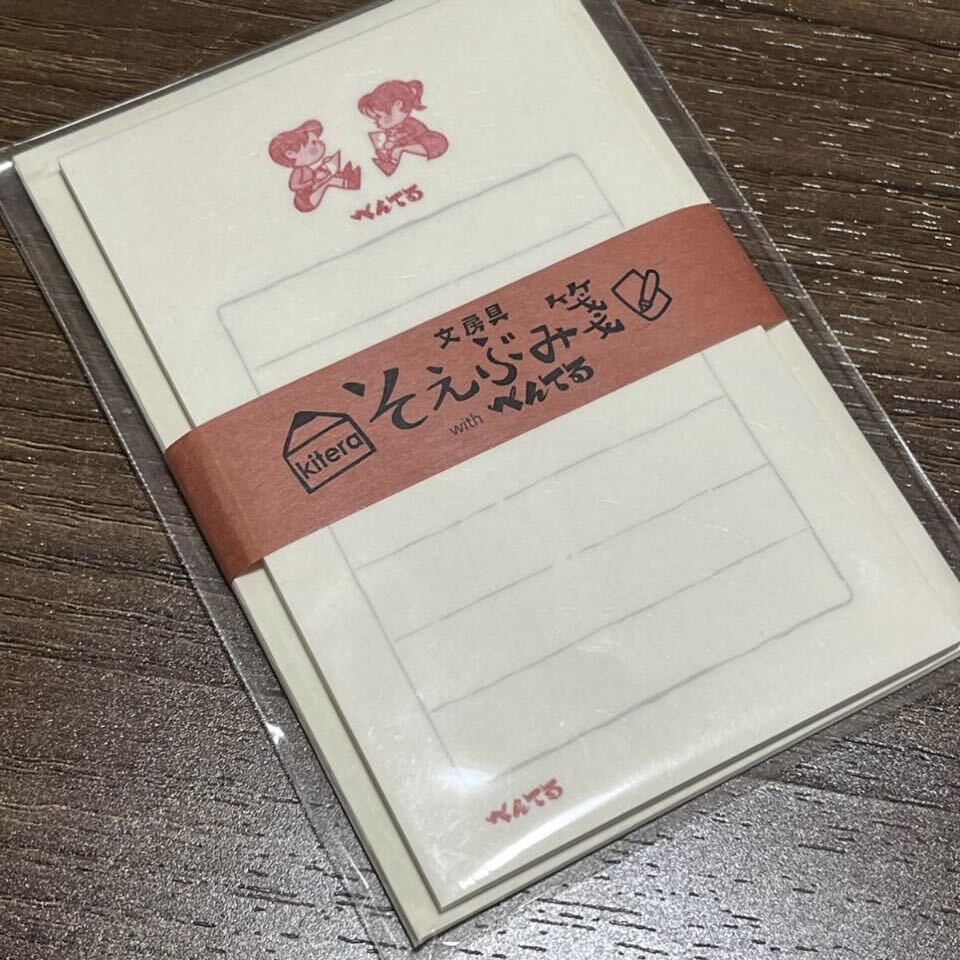 ぺんてる
文房具
そえぶみ箋
with ぺんてる
kitera
ぺんてる